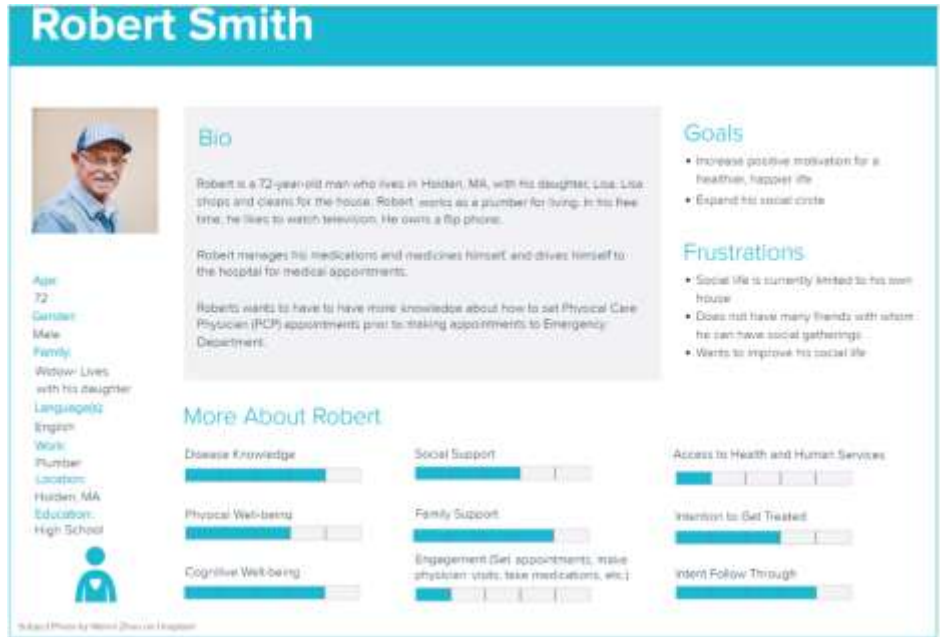 Robert Smith
Age:
72
Gender:
Male
Family:
Widow- Lives
with his daughter
Language(s):
English
Work:
Plumber
Location:
Holden, MA
Education:
High School
Bio
Robert is a 72-year-old man who lives in Holden, MA, with his daughter, Lisa. Lisa
shops and cleans for the house. Robert works as a plumber for living. In his free
time, he likes to watch television. He owns a flip phone.
Robert manages his medications and medicines himself, and drives himself to
the hospital for medical appointments.
Roberts wants to have to have more knowledge about how to set Physical Care
Physician (PCP) appointments prior to making appointments to Emergency
Department.
Goals
• Increase positive motivation for a
healthier, happier life
• Expand his social circle
Frustrations
• Social life is currently limited to his own
house
• Does not have many friends with whom
he can have social gatherings
• Wants to improve his social life
More About Robert
Disease Knowledge
Physical Well-being
Cognitive Well-being
Social Support
Family Support
Engagement (Set appointments, make
physician visits, take medications, etc.)
Access to Health and Human Services
Intention to Get Treated
Intent Follow Through
Subject Photo by on Unsplash